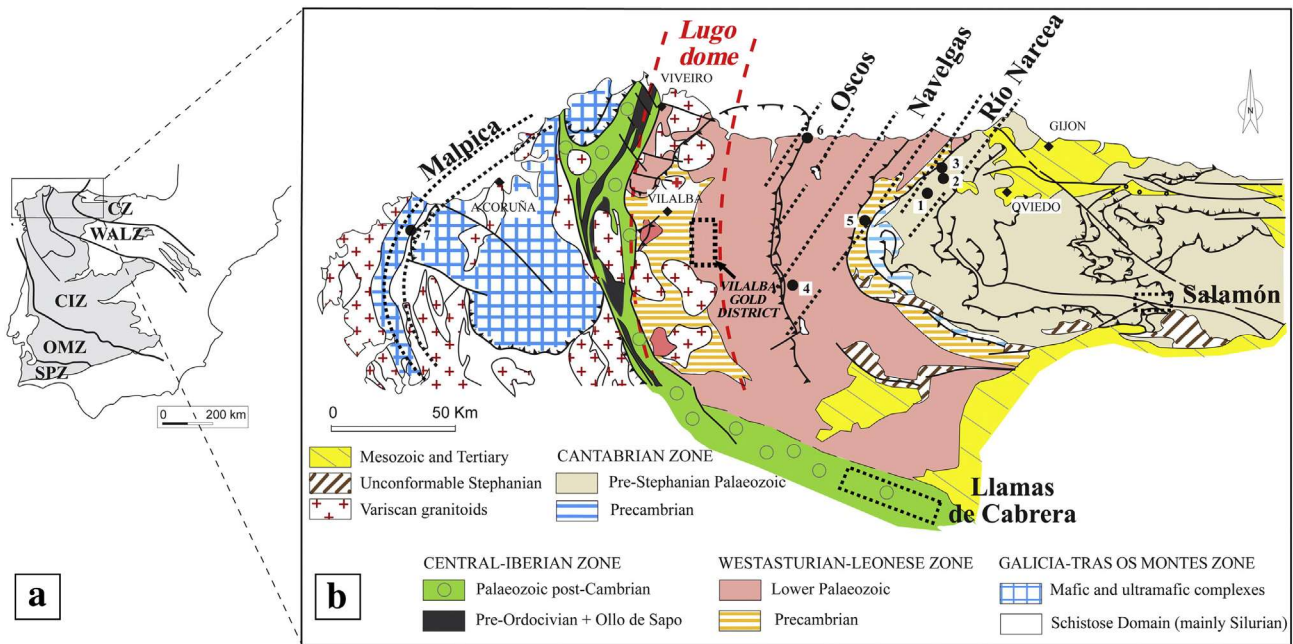 CZ
WALZ
CIZ
OMZ
SPZ
0 200 km
a
Lugo
dome
VIVEIRO
Oscos
Navelgas
Río Narcea
N
GIJON
Malpica
6
3
2
1
A CORUÑA
VILALBA
OVIEDO
7
5
VILALBA
GOLD
DISTRICT
4
Salamón
0 50 Km
Mesozoic and Tertiary
Unconformable Stephanian
Variscan granitoids
CANTABRIAN ZONE
Pre-Stephanian Palaeozoic
Precambrian
Llamas
de Cabrera
b
CENTRAL-IBERIAN ZONE
Palaeozoic post-Cambrian
Pre-Ordocivian + Ollo de Sapo
WESTASTURIAN-LEONESE ZONE
Lower Palaeozoic
Precambrian
GALICIA-TRAS OS MONTES ZONE
Mafic and ultramafic complexes
Schistose Domain (mainly Silurian)